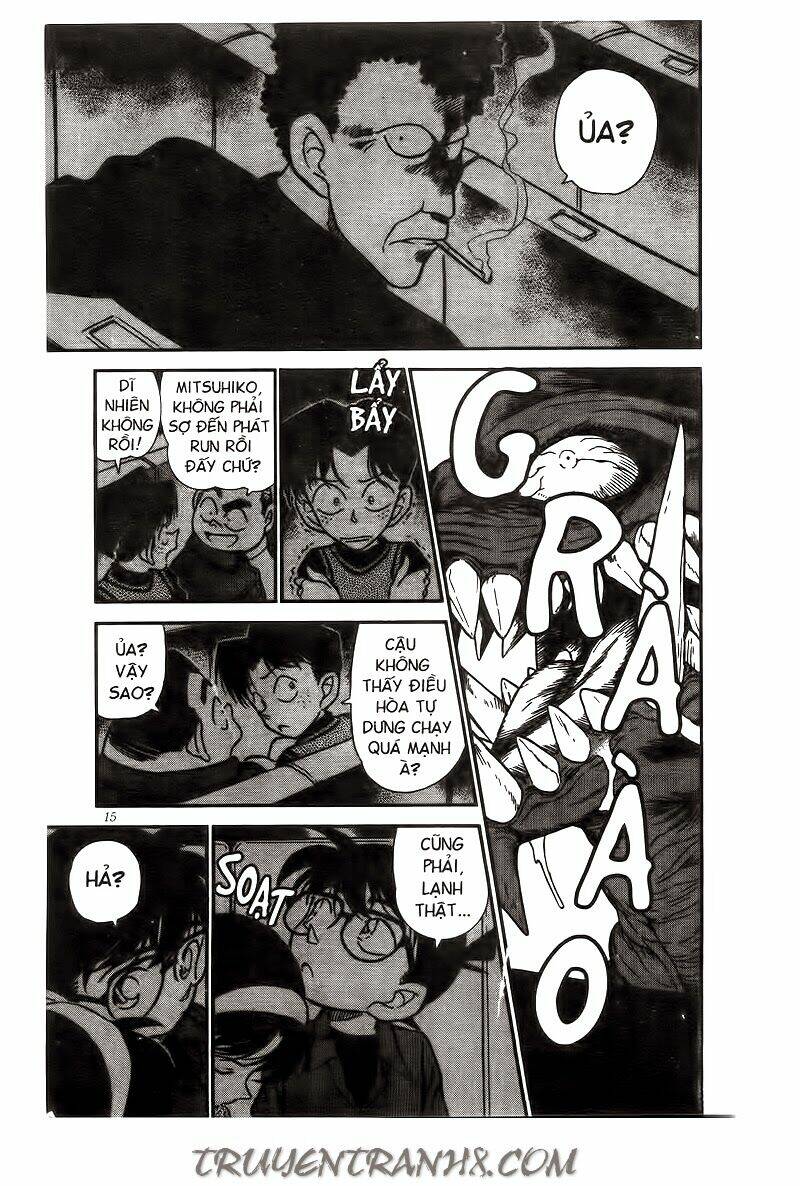 ỦA?
GRÀÀO
LẨY
BẨY
MITSUHIKO,
KHÔNG PHẢI
SỢ ĐẾN PHÁT
RUN RỒI
ĐẤY CHỨ?
DĨ
NHIÊN
KHÔNG
RỒI!
CẬU
KHÔNG
THẤY ĐIỀU
HÒA TỰ
DƯNG CHẠY
QUÁ MẠNH
À?
ỦA?
VẬY
SAO?
15
CŨNG
PHẢI,
LẠNH
THẬT...
SOẠT
HẢ?
TRUYENTRANH8.COM